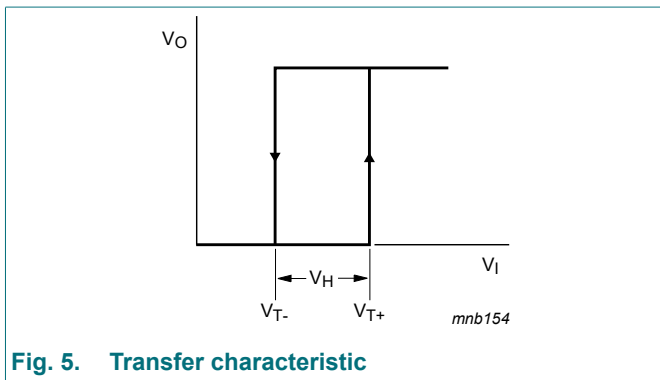 VO
VH
VI
VT-
VT+
mnb154
Fig. 5. Transfer characteristic